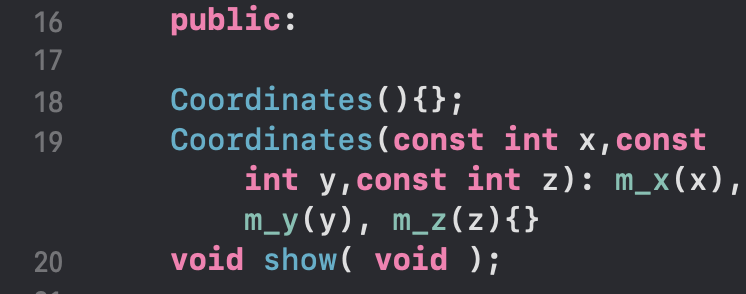 16 public:
17
18 Coordinates(){};
19 Coordinates(const int x,const
int y,const int z): m_x(x),
m_y(y), m_z(z){}
20 void show( void );